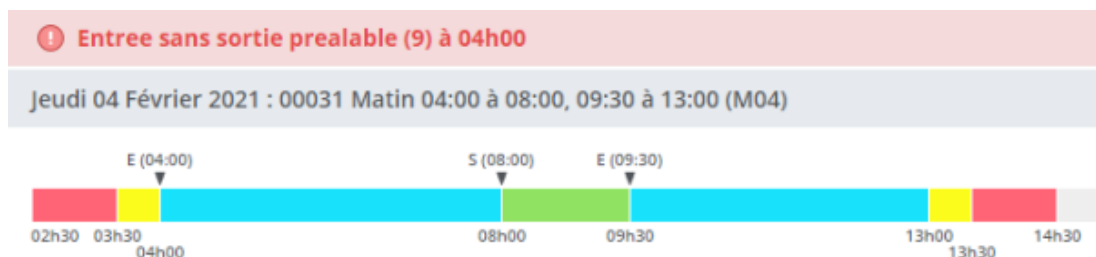 Entree sans sortie prealable (9) à 04h00
Jeudi 04 Février 2021 : 00031 Matin 04:00 à 08:00, 09:30 à 13:00 (M04)
E (04:00) S (08:00) E (09:30)
02h30 03h30 08h00 09h30 13h00 14h30
04h00 13h30